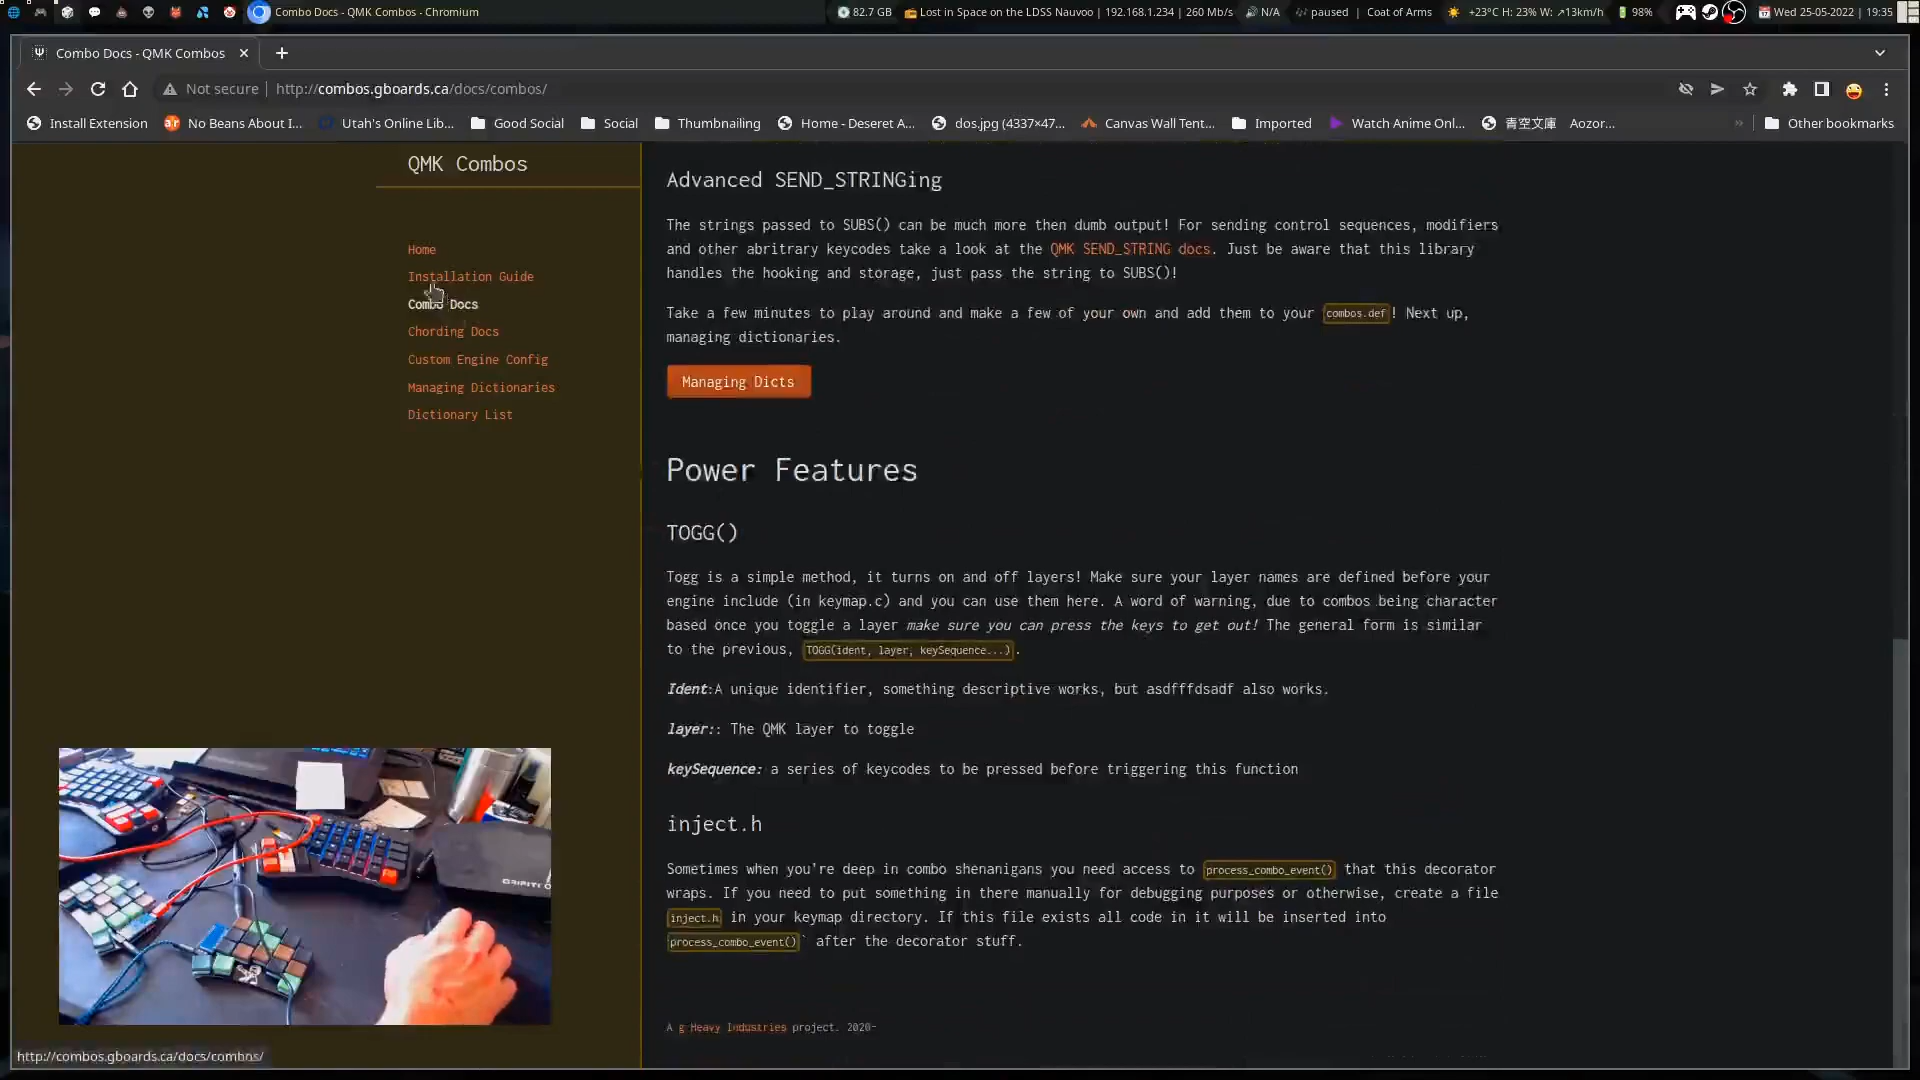 Combo Docs - QMK Combos - Chromium
82.7 GB
Lost in Space on the LDSS Nauvoo | 192.168.1.234 | 260 Mb/s
N/A
paused | Coat of Arms
+23°C H: 23% W: ↗13km/h
98%
Wed 25-05-2022 | 19:35
Combo Docs - QMK Combos
Not secure | http://combos.gboards.ca/docs/combos/
Install Extension
No Beans About I...
Utah's Online Lib...
Good Social
Social
Thumbnailing
Home - Deseret A...
dos.jpg (4337×47...
Canvas Wall Tent...
Imported
Watch Anime Onl...
青空文庫 Aozor...
»
Other bookmarks
QMK Combos
Home
Installation Guide
Combo Docs
Chording Docs
Custom Engine Config
Managing Dictionaries
Dictionary List
Advanced SEND_STRINGing
The strings passed to SUBS() can be much more then dumb output! For sending control sequences, modifiers
and other abritrary keycodes take a look at the QMK SEND_STRING docs. Just be aware that this library
handles the hooking and storage, just pass the string to SUBS()!
Take a few minutes to play around and make a few of your own and add them to your combos.def! Next up,
managing dictionaries.
Managing Dicts
Power Features
TOGG()
Togg is a simple method, it turns on and off layers! Make sure your layer names are defined before your
engine include (in keymap.c) and you can use them here. A word of warning, due to combos being character
based once you toggle a layer make sure you can press the keys to get out! The general form is similar
to the previous, TOGG(ident, layer, keySequence...).
Ident:A unique identifier, something descriptive works, but asdfffdsadf also works.
layer:: The QMK layer to toggle
keySequence: a series of keycodes to be pressed before triggering this function
inject.h
Sometimes when you're deep in combo shenanigans you need access to process_combo_event() that this decorator
wraps. If you need to put something in there manually for debugging purposes or otherwise, create a file
inject.h in your keymap directory. If this file exists all code in it will be inserted into
process_combo_event()` after the decorator stuff.
A g Heavy Industries project. 2020-
http://combos.gboards.ca/docs/combos/